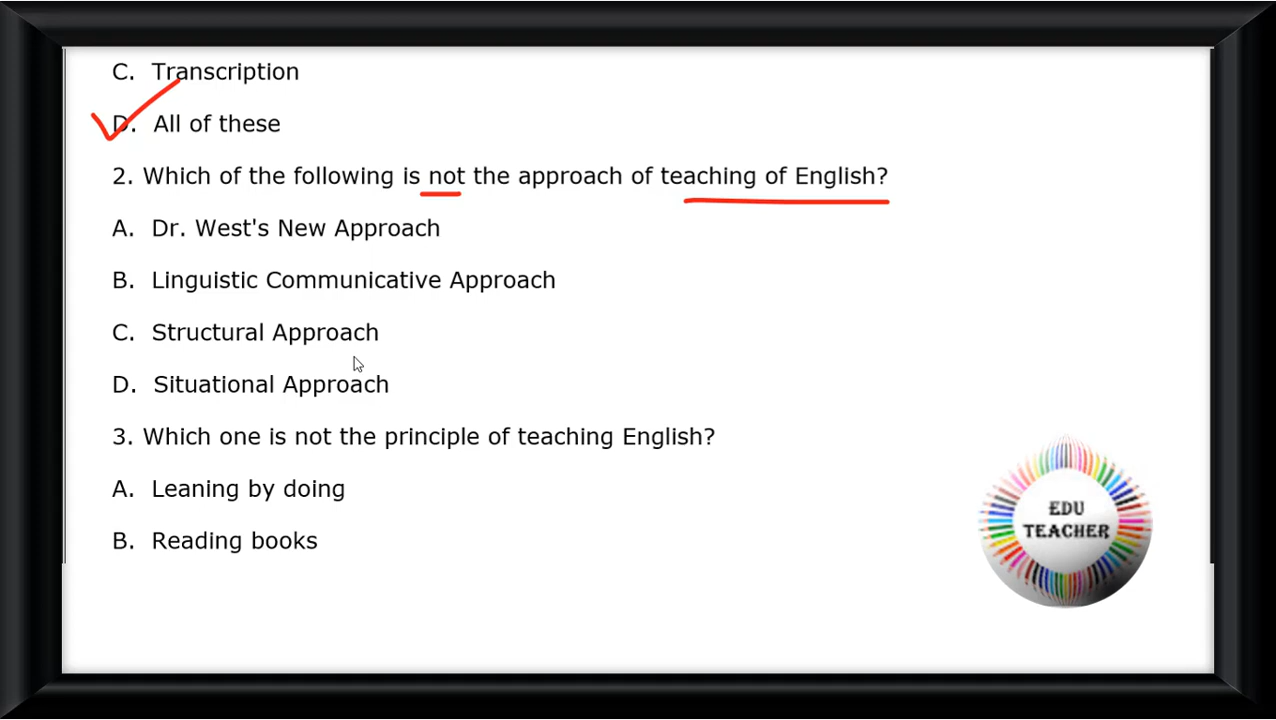 C. Transcription
D. All of these
2. Which of the following is not the approach of teaching of English?
A. Dr. West's New Approach
B. Linguistic Communicative Approach
C. Structural Approach
D. Situational Approach
3. Which one is not the principle of teaching English?
A. Leaning by doing
B. Reading books
EDU
TEACHER